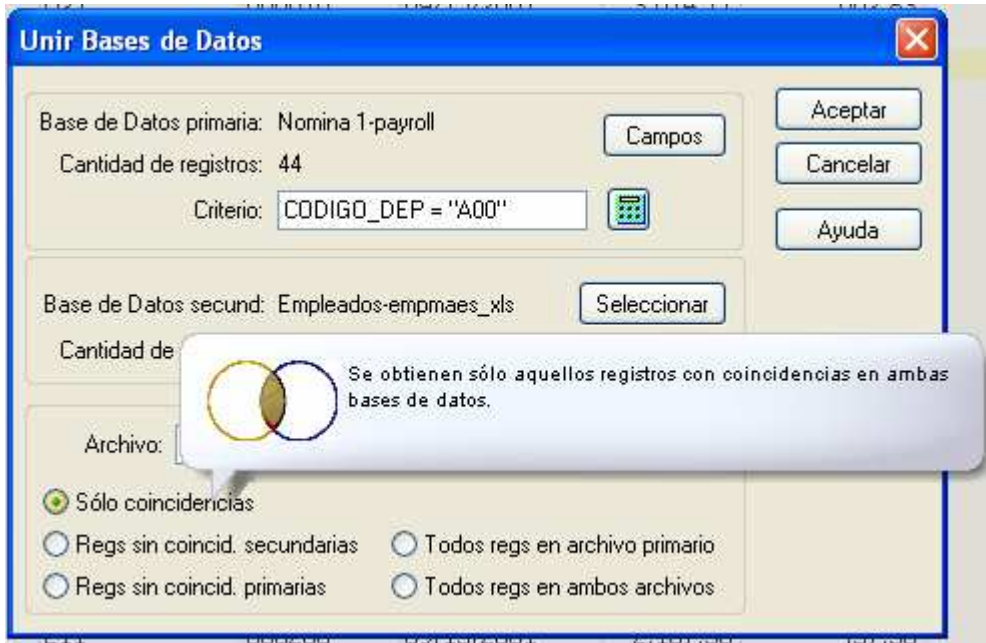 Unir Bases de Datos
Base de Datos primaria: Nomina 1-payroll
Campos
Aceptar
Cantidad de registros: 44
Cancelar
Criterio: CODIGO_DEP = "A00"
Ayuda
Base de Datos secund: Empleados-empmaes_xls
Seleccionar
Cantidad de
Se obtienen sólo aquellos registros con coincidencias en ambas
bases de datos.
Archivo:
Sólo coincidencias
Regs sin coincid. secundarias
Todos regs en archivo primario
Regs sin coincid. primarias
Todos regs en ambos archivos